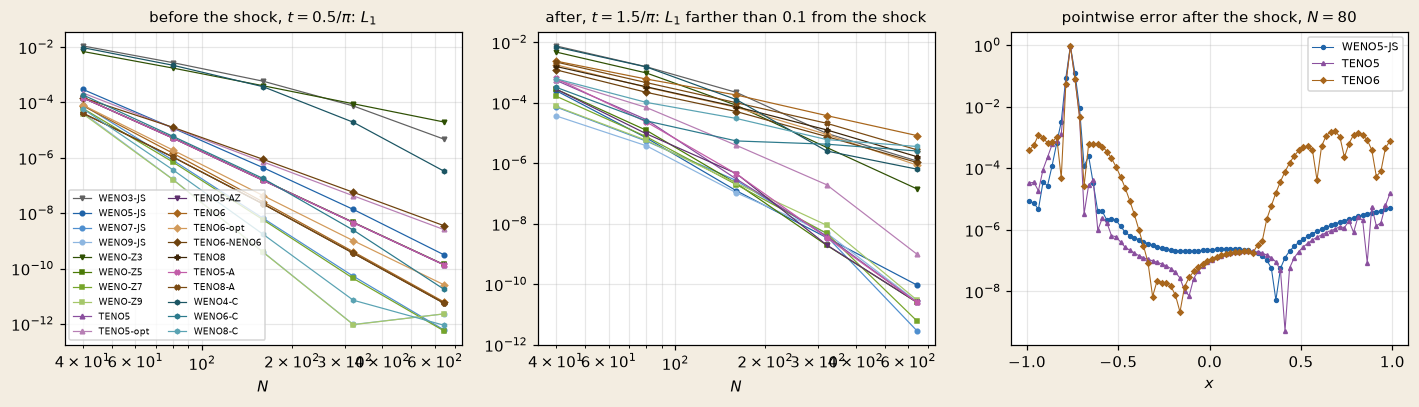 before the shock, t = 0.5/π: L₁
10⁻²
10⁻⁴
10⁻⁶
10⁻⁸
10⁻¹⁰
10⁻¹²
WENO3-JS
WENO5-JS
WENO7-JS
WENO9-JS
WENO-Z3
WENO-Z5
WENO-Z7
WENO-Z9
TENO5
TENO5-opt
TENO5-AZ
TENO6
TENO6-opt
TENO6-NENO6
TENO8
TENO5-A
TENO8-A
WENO4-C
WENO6-C
WENO8-C
4 × 10¹ 6 × 10¹ 10² 2 × 10² 3 × 10² 4 × 10² 6 × 10²
N
after, t = 1.5/π: L₁ farther than 0.1 from the shock
10⁻²
10⁻⁴
10⁻⁶
10⁻⁸
10⁻¹⁰
10⁻¹²
4 × 10¹ 6 × 10¹ 10² 2 × 10² 3 × 10² 4 × 10² 6 × 10²
N
pointwise error after the shock, N = 80
10⁰
10⁻²
10⁻⁴
10⁻⁶
10⁻⁸
WENO5-JS
TENO5
TENO6
−1.0 −0.5 0.0 0.5 1.0
x